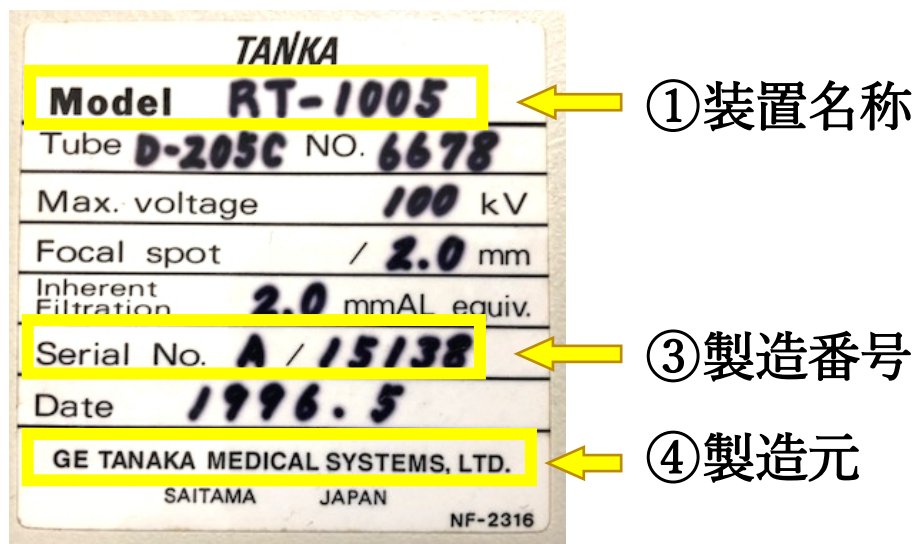 TANKA
Model RT-1005
①装置名称
Tube D-205C NO. 6678
Max. voltage 100 kV
Focal spot / 2.0 mm
Inherent
Filtration 2.0 mmAL equiv.
Serial No. A / 15138
③製造番号
Date 1996.5
GE TANAKA MEDICAL SYSTEMS, LTD.
④製造元
SAITAMA JAPAN
NF-2316